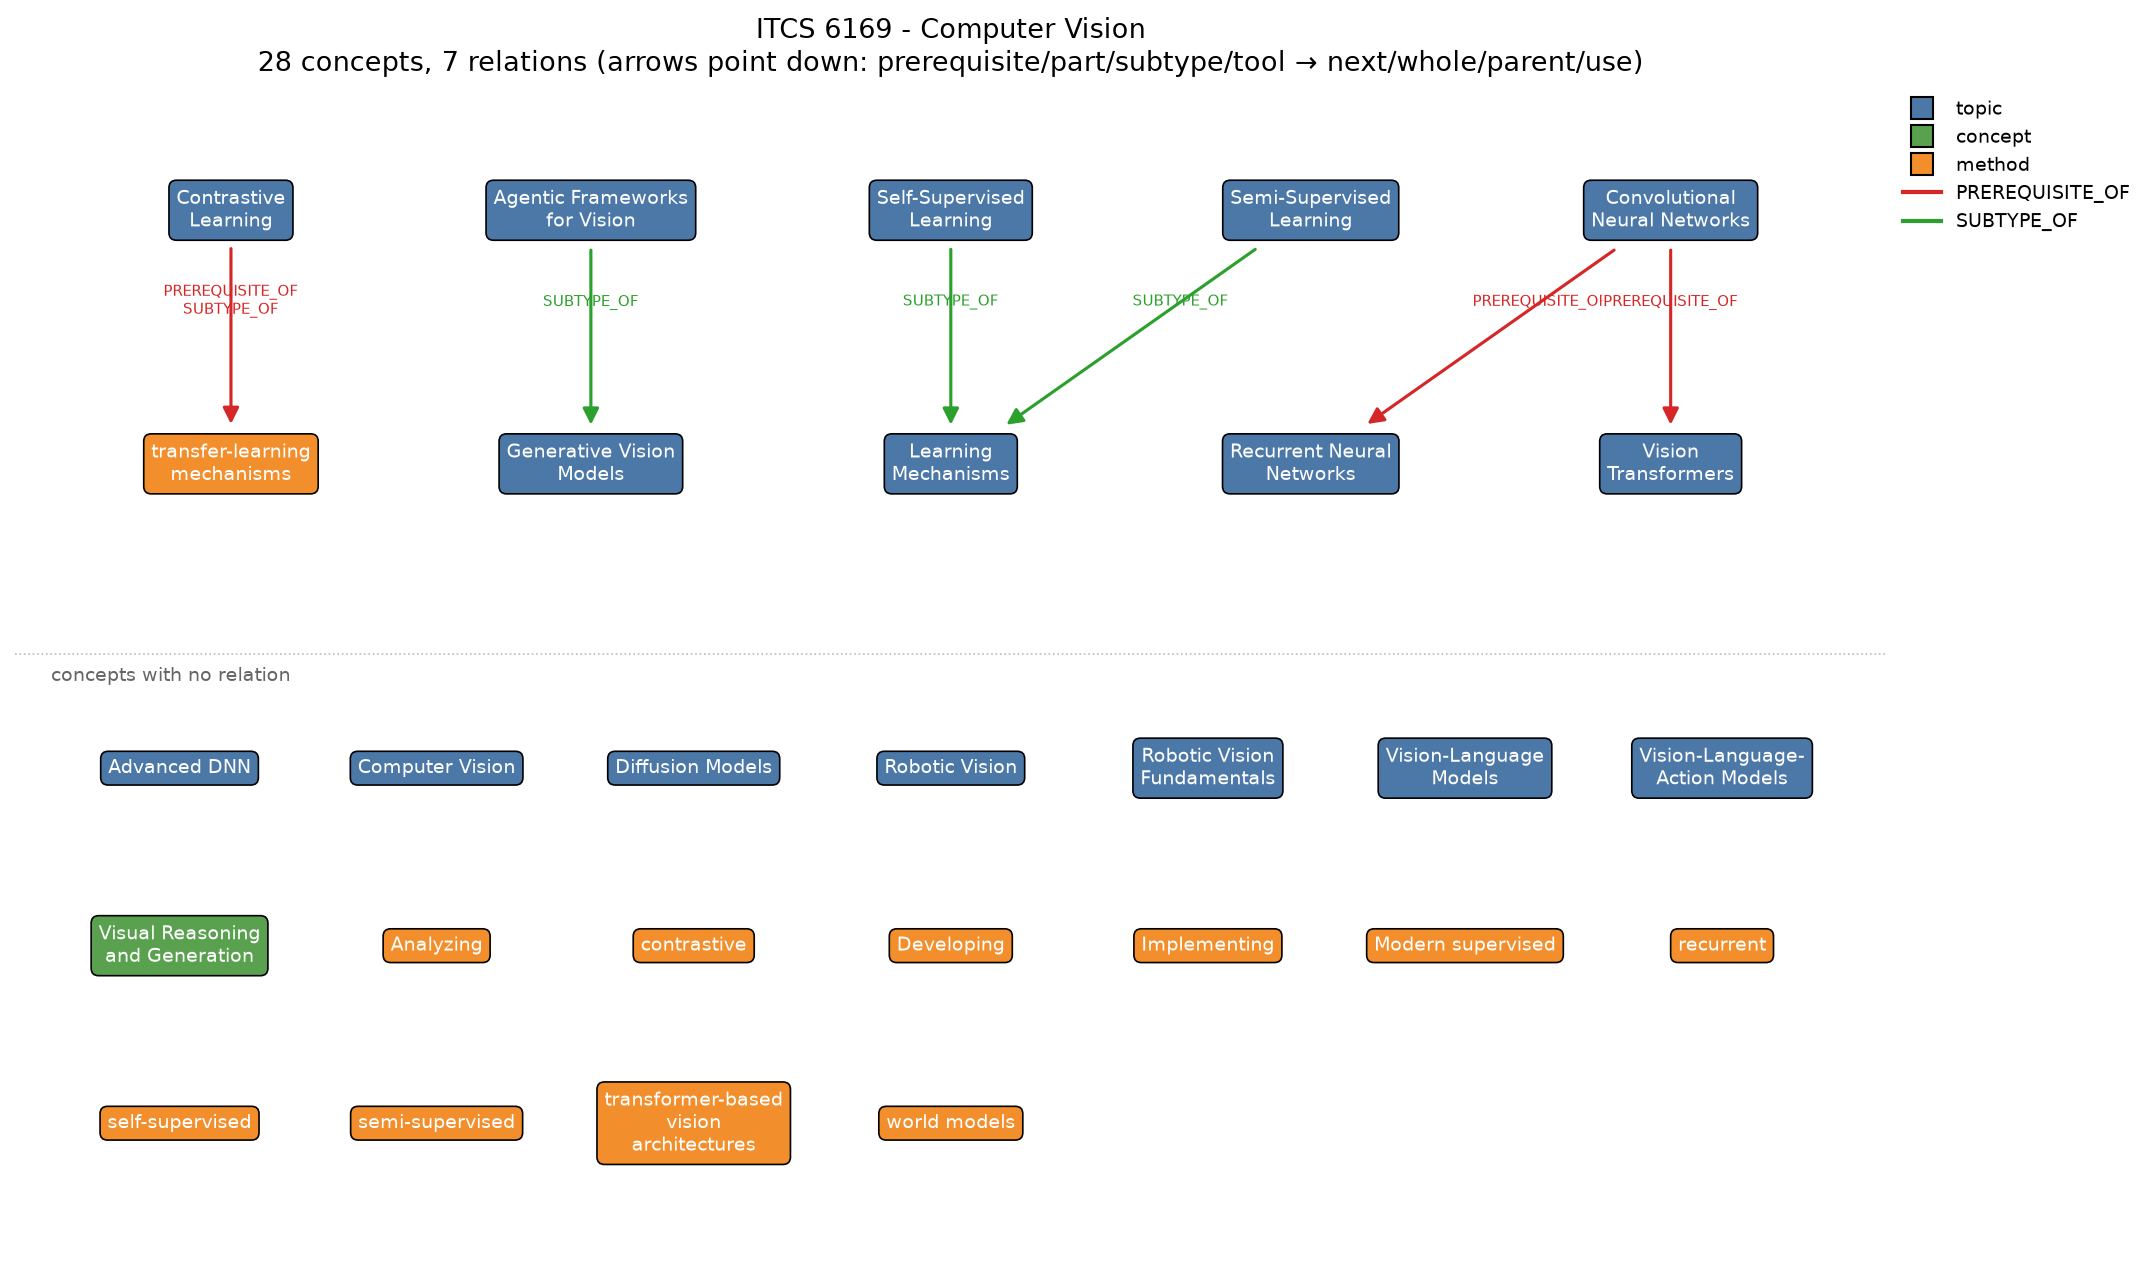 ITCS 6169 - Computer Vision
28 concepts, 7 relations (arrows point down: prerequisite/part/subtype/tool → next/whole/parent/use)
topic
concept
method
PREREQUISITE_OF
SUBTYPE_OF
Contrastive
Learning
Agentic Frameworks
for Vision
Self-Supervised
Learning
Semi-Supervised
Learning
Convolutional
Neural Networks
PREREQUISITE_OF
SUBTYPE_OF
SUBTYPE_OF
SUBTYPE_OF
SUBTYPE_OF
PREREQUISITE_OF
PREREQUISITE_OF
transfer-learning
mechanisms
Generative Vision
Models
Learning
Mechanisms
Recurrent Neural
Networks
Vision
Transformers
concepts with no relation
Advanced DNN
Computer Vision
Diffusion Models
Robotic Vision
Robotic Vision
Fundamentals
Vision-Language
Models
Vision-Language-
Action Models
Visual Reasoning
and Generation
Analyzing
contrastive
Developing
Implementing
Modern supervised
recurrent
self-supervised
semi-supervised
transformer-based
vision
architectures
world models